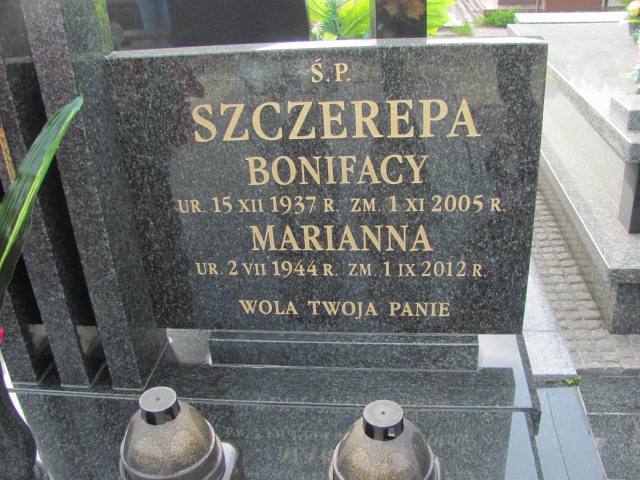 Ś.P.
SZCZEREPA
BONIFACY
UR. 15 XII 1937 R. ZM. 1 XI 2005 R.
MARIANNA
UR. 2 VII 1944 R. ZM. 1 IX 2012 R.
WOLA TWOJA PANIE